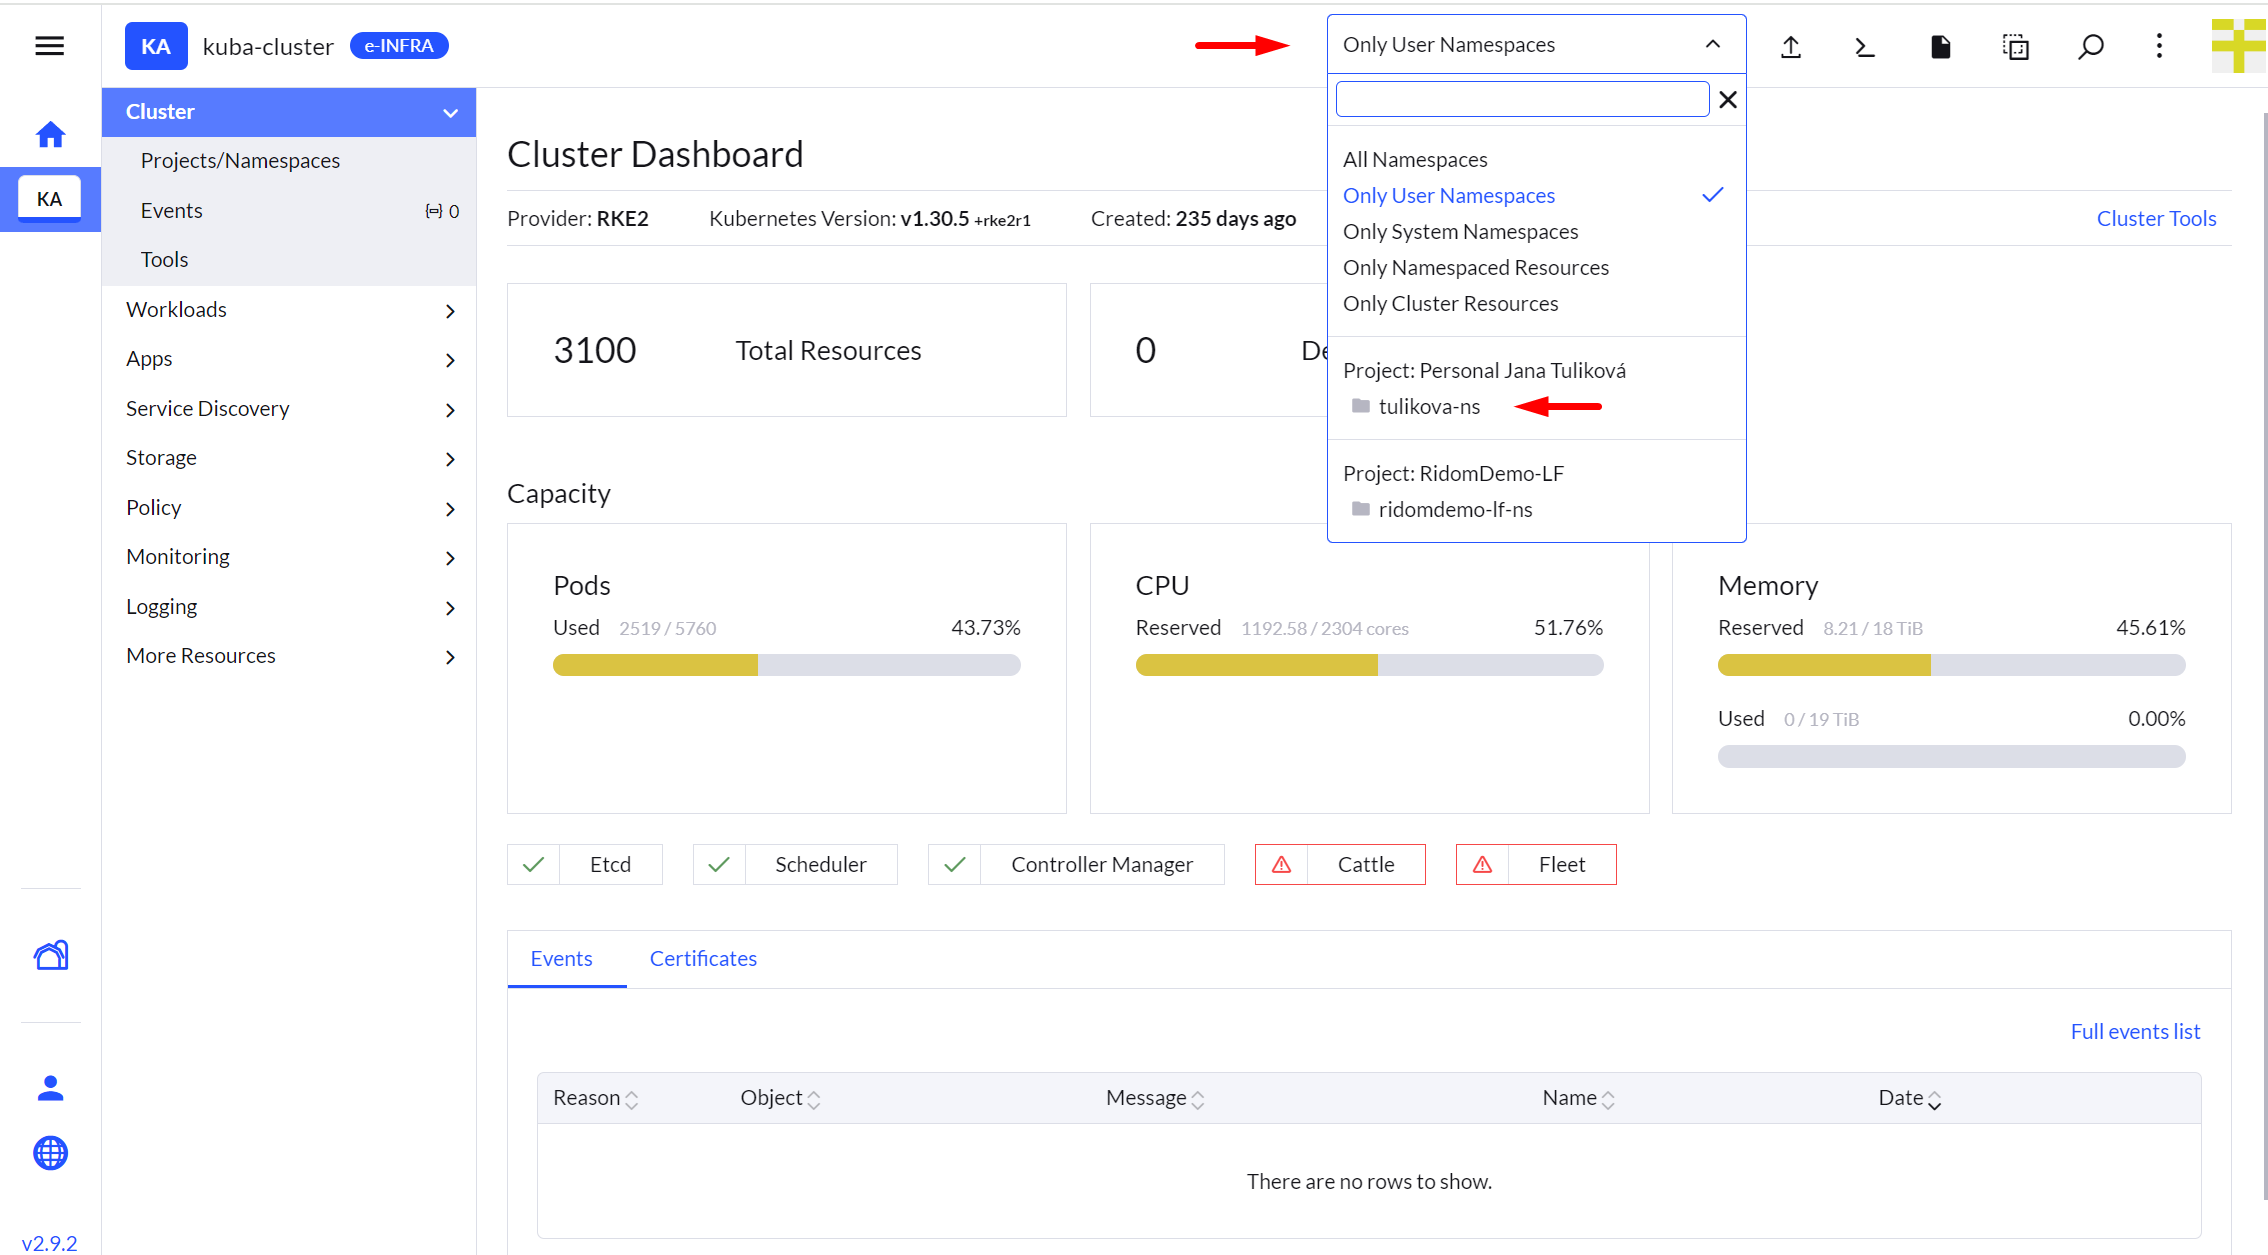 KA kuba-cluster e-INFRA
Only User Namespaces
KA
Cluster
Projects/Namespaces
Events 0
Tools
Workloads
Apps
Service Discovery
Storage
Policy
Monitoring
Logging
More Resources
v2.9.2
All Namespaces
Only User Namespaces
Only System Namespaces
Only Namespaced Resources
Only Cluster Resources
Project: Personal Jana Tuliková
tulikova-ns
Project: RidomDemo-LF
ridomdemo-lf-ns
Cluster Dashboard
Provider: RKE2 Kubernetes Version: v1.30.5 +rke2r1 Created: 235 days ago Cluster Tools
3100 Total Resources
0 De
Capacity
Pods
Used 2519 / 5760 43.73%
CPU
Reserved 1192.58 / 2304 cores 51.76%
Memory
Reserved 8.21 / 18 TiB 45.61%
Used 0 / 19 TiB 0.00%
Etcd Scheduler Controller Manager Cattle Fleet
Events Certificates
Full events list
Reason Object Message Name Date
There are no rows to show.